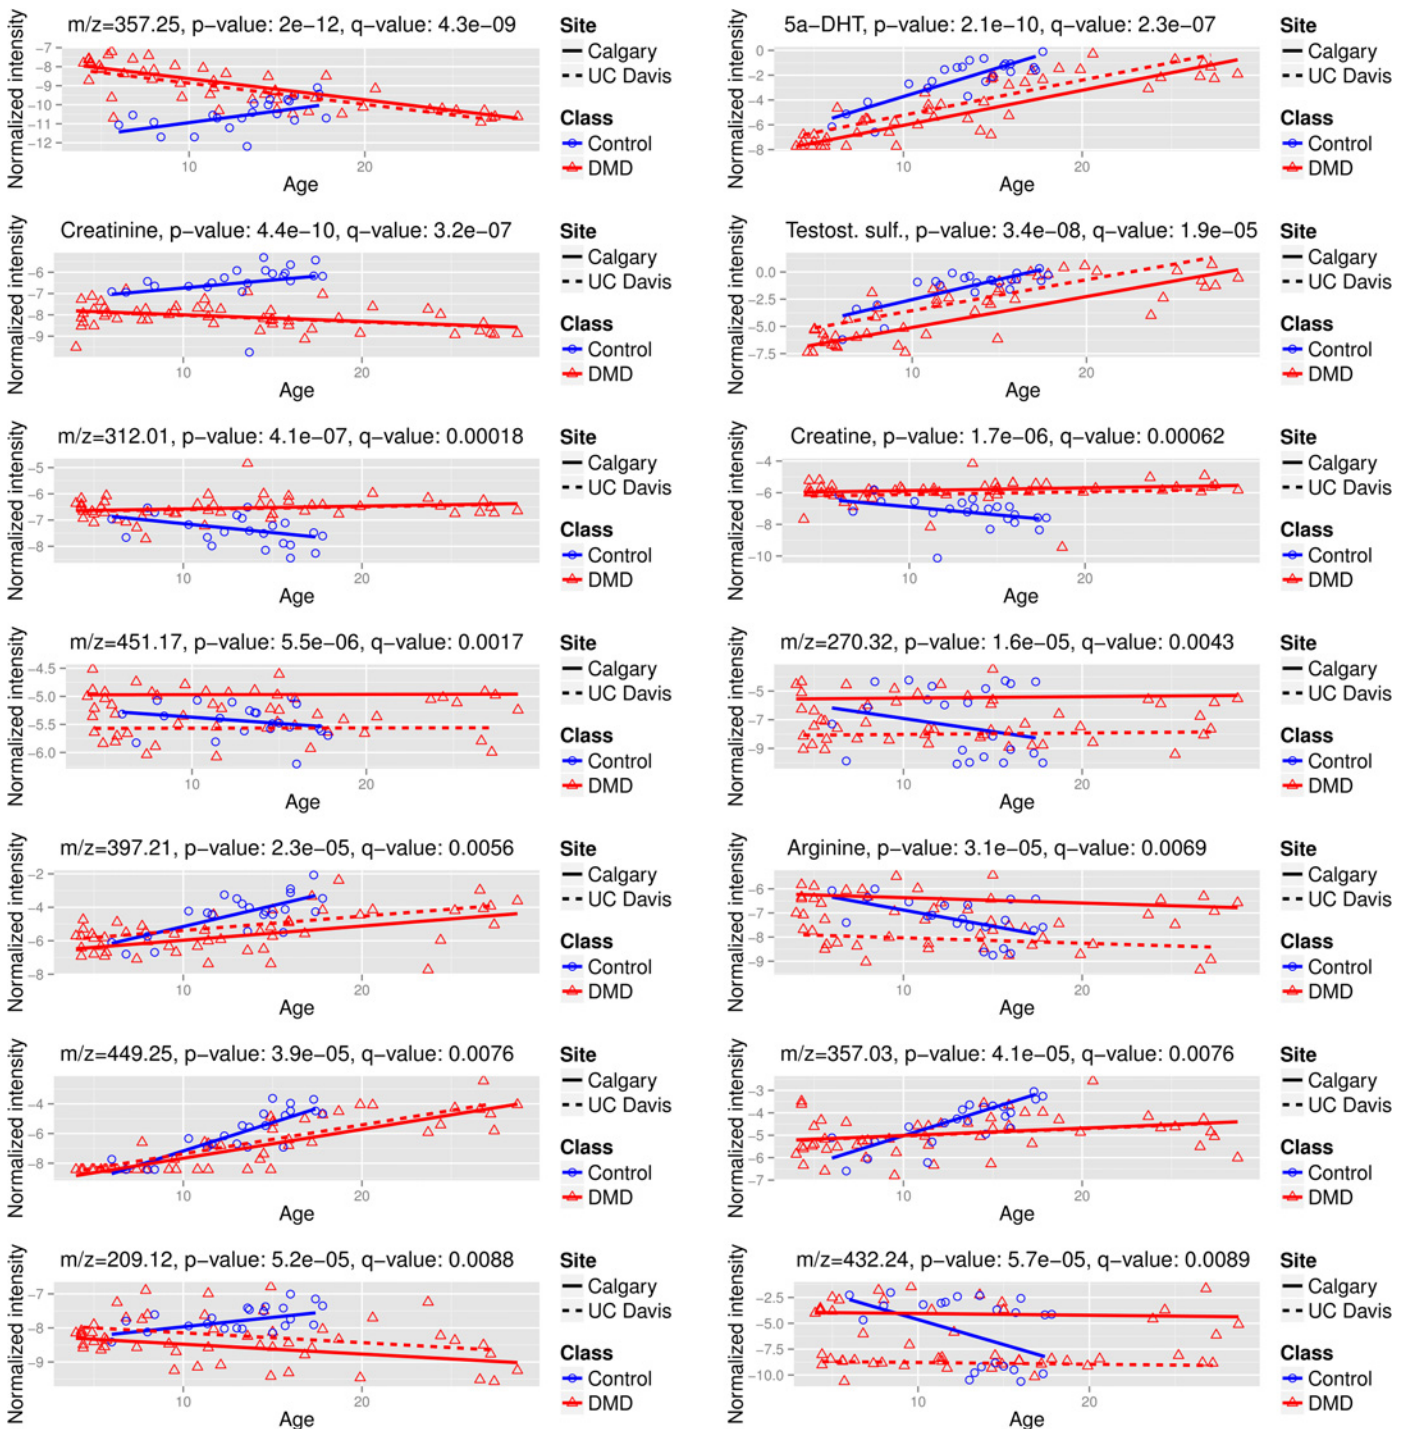 m/z=357.25, p−value: 2e−12, q−value: 4.3e−09
Normalized intensity
−7
−8
−9
−10
−11
−12
10
20
Age
Site
Calgary
UC Davis
Class
Control
DMD
5a−DHT, p−value: 2.1e−10, q−value: 2.3e−07
Normalized intensity
0
−2
−4
−6
−8
10
20
Age
Site
Calgary
UC Davis
Class
Control
DMD
Creatinine, p−value: 4.4e−10, q−value: 3.2e−07
Normalized intensity
−6
−7
−8
−9
10
20
Age
Site
Calgary
UC Davis
Class
Control
DMD
Testost. sulf., p−value: 3.4e−08, q−value: 1.9e−05
Normalized intensity
0.0
−2.5
−5.0
−7.5
10
20
Age
Site
Calgary
UC Davis
Class
Control
DMD
m/z=312.01, p−value: 4.1e−07, q−value: 0.00018
Normalized intensity
−5
−6
−7
−8
10
20
Age
Site
Calgary
UC Davis
Class
Control
DMD
Creatine, p−value: 1.7e−06, q−value: 0.00062
Normalized intensity
−4
−6
−8
−10
10
20
Age
Site
Calgary
UC Davis
Class
Control
DMD
m/z=451.17, p−value: 5.5e−06, q−value: 0.0017
Normalized intensity
−4.5
−5.0
−5.5
−6.0
10
20
Age
Site
Calgary
UC Davis
Class
Control
DMD
m/z=270.32, p−value: 1.6e−05, q−value: 0.0043
Normalized intensity
−5
−7
−9
10
20
Age
Site
Calgary
UC Davis
Class
Control
DMD
m/z=397.21, p−value: 2.3e−05, q−value: 0.0056
Normalized intensity
−2
−4
−6
−8
10
20
Age
Site
Calgary
UC Davis
Class
Control
DMD
Arginine, p−value: 3.1e−05, q−value: 0.0069
Normalized intensity
−6
−7
−8
−9
10
20
Age
Site
Calgary
UC Davis
Class
Control
DMD
m/z=449.25, p−value: 3.9e−05, q−value: 0.0076
Normalized intensity
−4
−6
−8
10
20
Age
Site
Calgary
UC Davis
Class
Control
DMD
m/z=357.03, p−value: 4.1e−05, q−value: 0.0076
Normalized intensity
−3
−4
−5
−6
−7
10
20
Age
Site
Calgary
UC Davis
Class
Control
DMD
m/z=209.12, p−value: 5.2e−05, q−value: 0.0088
Normalized intensity
−7
−8
−9
10
20
Age
Site
Calgary
UC Davis
Class
Control
DMD
m/z=432.24, p−value: 5.7e−05, q−value: 0.0089
Normalized intensity
−2.5
−5.0
−7.5
−10.0
10
20
Age
Site
Calgary
UC Davis
Class
Control
DMD